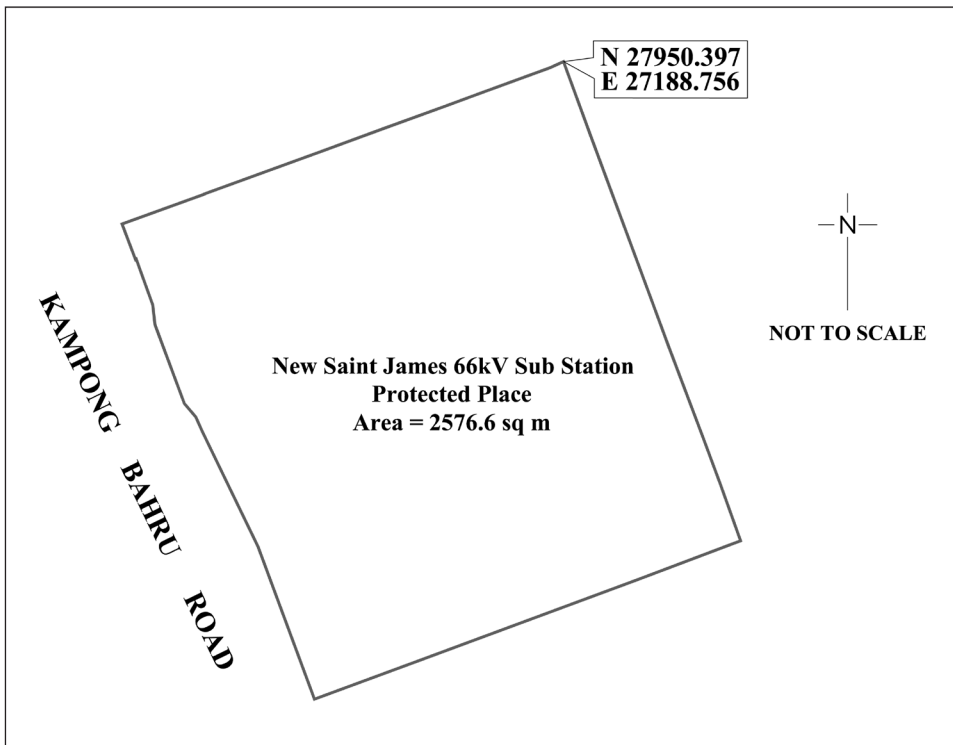 N 27950.397
E 27188.756
N
NOT TO SCALE
New Saint James 66kV Sub Station
Protected Place
Area = 2576.6 sq m
KAMPONG BAHRU ROAD